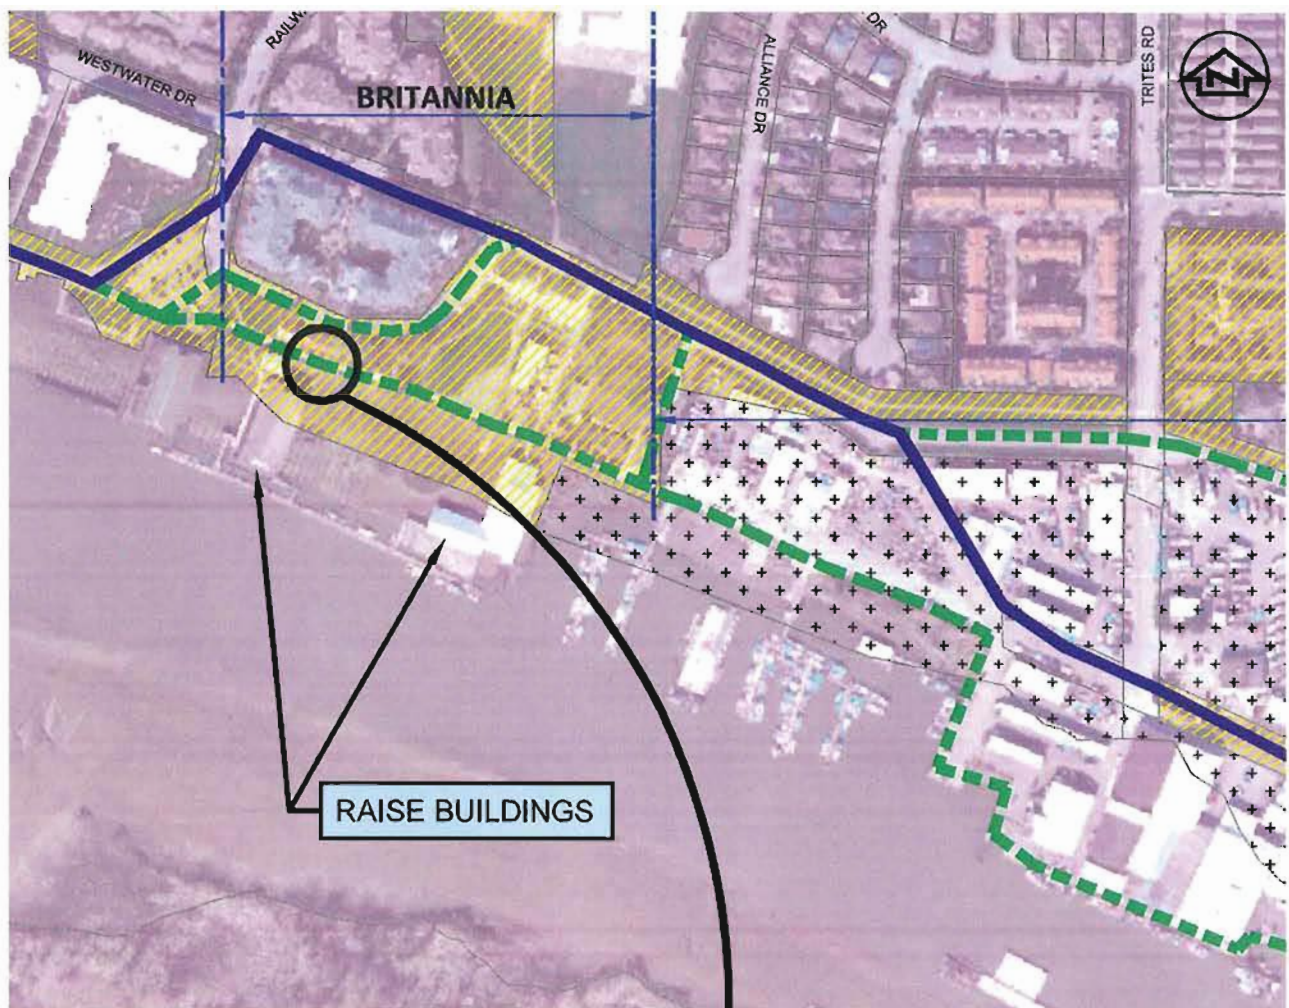 WESTWATER DR
BRITANNIA
ALLIANCE DR
DR
TRITES RD
N
RAISE BUILDINGS